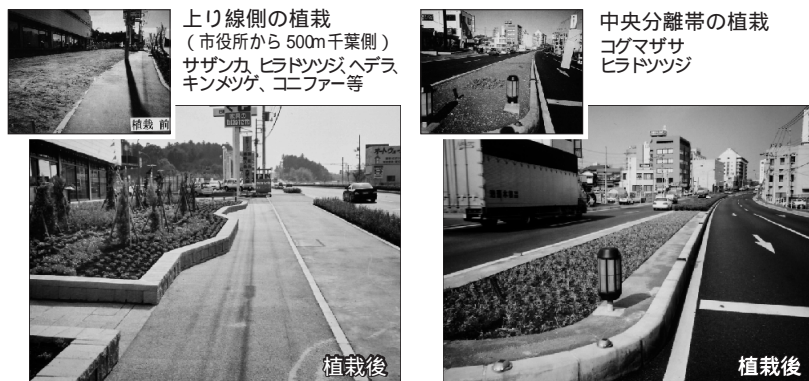 上り線側の植栽
(市役所から500m千葉側)
サザンカ、ヒラドツツジ、ヘデラ、
キンメツゲ、コニファー等
植栽 前
植栽後
中央分離帯の植栽
コグマザサ
ヒラドツツジ
植栽後